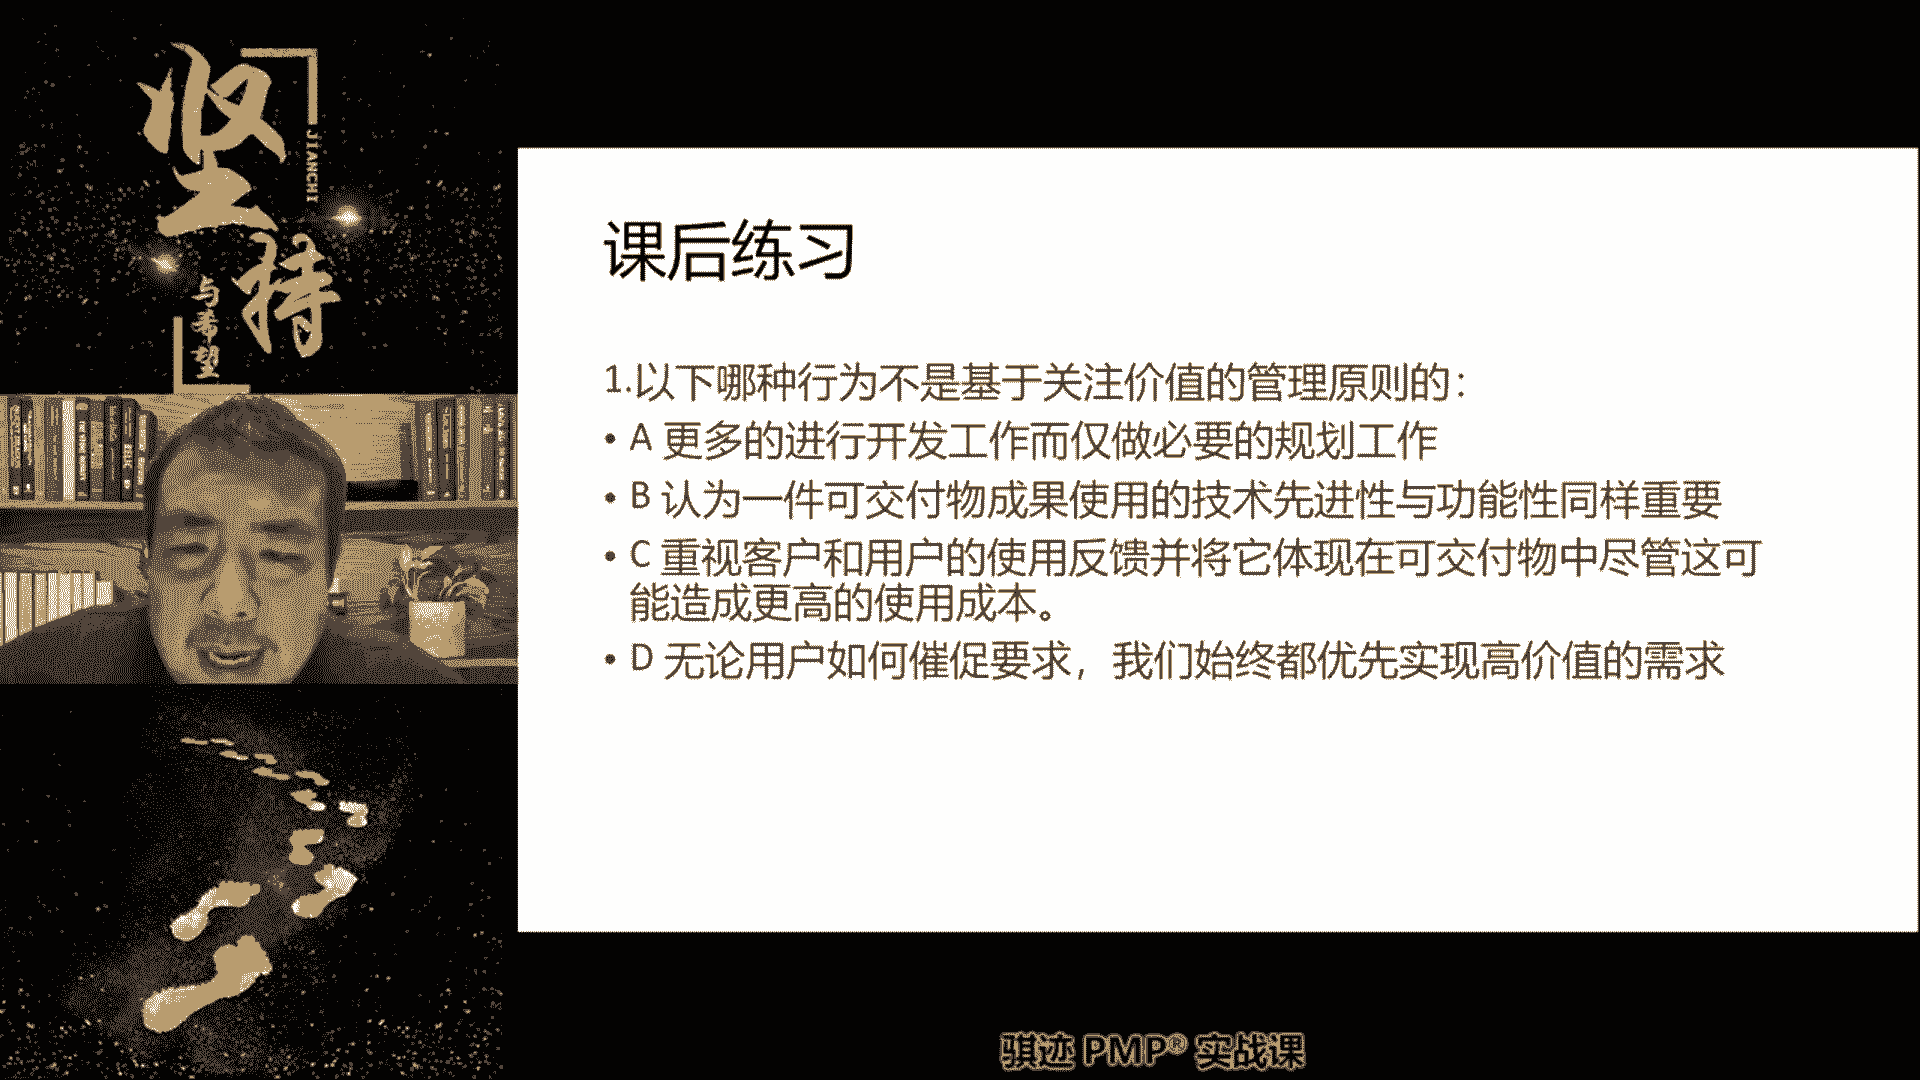 坚持
JIANCHI
与希望
课后练习
1.以下哪种行为不是基于关注价值的管理原则的：
• A 更多的进行开发工作而仅做必要的规划工作
• B 认为一件可交付物成果使用的技术先进性与功能性同样重要
• C 重视客户和用户的使用反馈并将它体现在可交付物中尽管这可
能造成更高的使用成本。
• D 无论用户如何催促要求，我们始终都优先实现高价值的需求
骐迹 PMP® 实战课